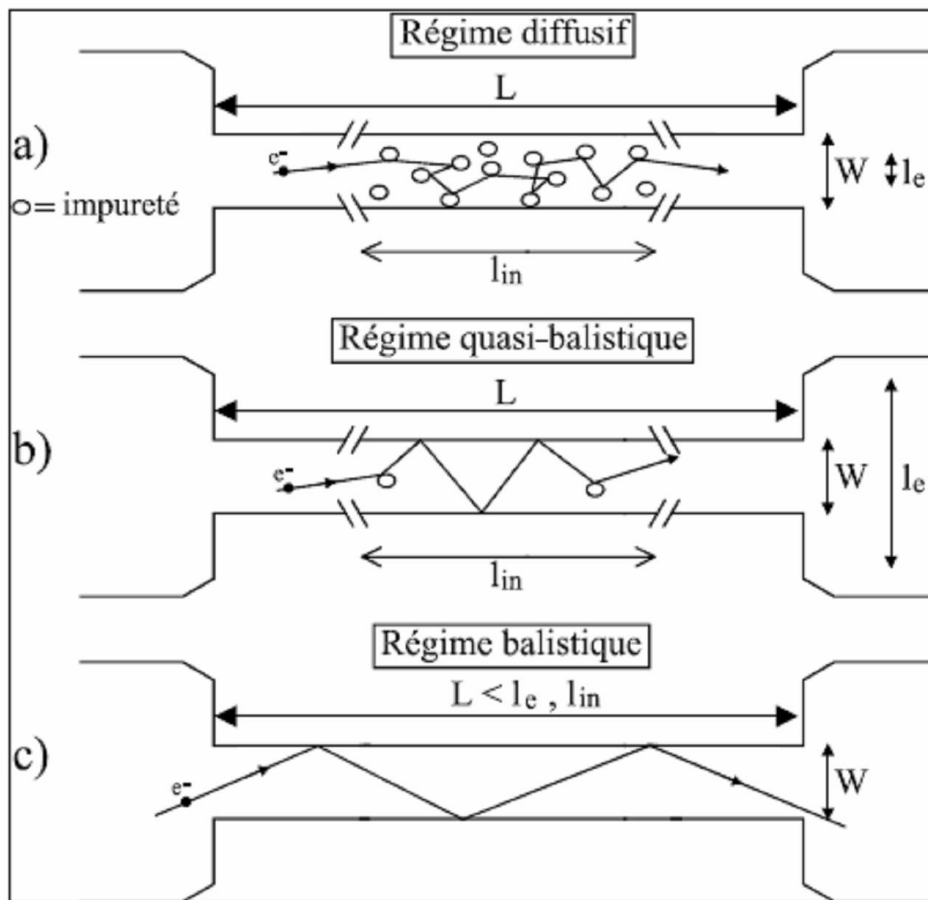 Régime diffusif
L
a)
e-
W
le
o= impureté
lin
Régime quasi-balistique
L
b)
e-
W
le
lin
Régime balistique
L < le , lin
c)
e-
W